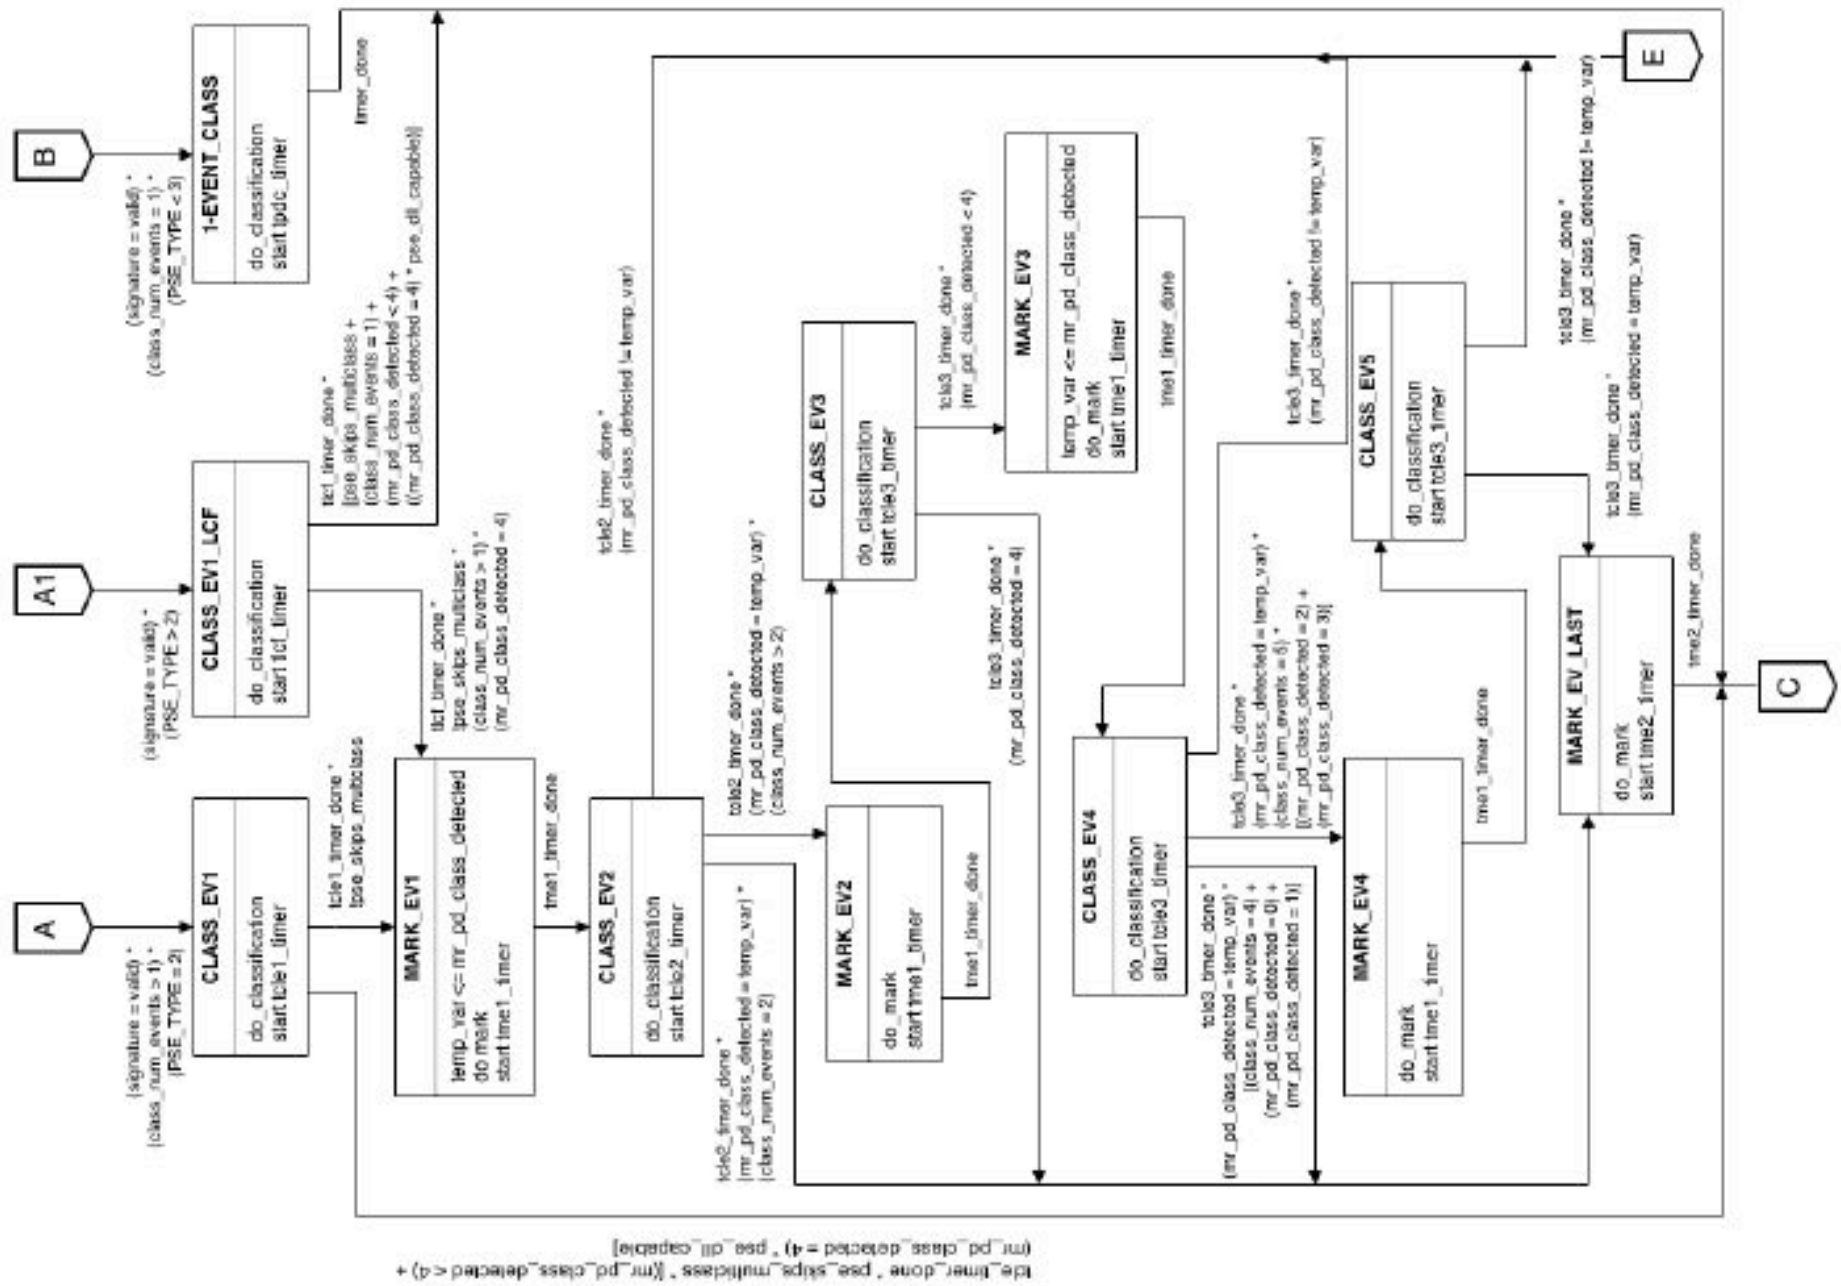 A
(signature = valid) *
(class_num_events > 1) *
(PSE_TYPE = 2)
CLASS_EV1
do_classification
start tcle1_timer
tcle1_timer_done *
!pse_skips_multiclass
A1
(signature = valid) *
(PSE_TYPE > 2)
CLASS_EV1_LCF
do_classification
start tlcf_timer
tlcf_timer_done *
!pse_skips_multiclass *
(class_num_events > 1) *
(mr_pd_class_detected = 4)
tlcf_timer_done *
[pse_skips_multiclass +
(class_num_events = 1) +
(mr_pd_class_detected < 4) +
((mr_pd_class_detected = 4) * pse_dll_capable)]
B
(signature = valid) *
(class_num_events = 1) *
(PSE_TYPE < 3)
1-EVENT_CLASS
do_classification
start tpdc_timer
timer_done
MARK_EV1
temp_var <= mr_pd_class_detected
do mark
start tme1_timer
tme1_timer_done
CLASS_EV2
do_classification
start tcle2_timer
tcle2_timer_done *
(mr_pd_class_detected != temp_var)
tcle2_timer_done *
(mr_pd_class_detected = temp_var) *
(class_num_events = 2)
tcle2_timer_done *
(mr_pd_class_detected = temp_var) *
(class_num_events > 2)
MARK_EV2
do_mark
start tme1_timer
tme1_timer_done
CLASS_EV3
do_classification
start tcle3_timer
tcle3_timer_done *
(mr_pd_class_detected = 4)
tcle3_timer_done *
(mr_pd_class_detected < 4)
MARK_EV3
temp_var <= mr_pd_class_detected
do_mark
start tme1_timer
tme1_timer_done
CLASS_EV4
do_classification
start tcle3_timer
tcle3_timer_done *
(mr_pd_class_detected = temp_var) *
[(class_num_events = 4) +
(mr_pd_class_detected = 0) +
(mr_pd_class_detected = 1)]
tcle3_timer_done *
(mr_pd_class_detected = temp_var) *
(class_num_events = 5) *
[(mr_pd_class_detected = 2) +
(mr_pd_class_detected = 3)]
tcle3_timer_done *
(mr_pd_class_detected != temp_var)
MARK_EV4
do_mark
start tme1_timer
tme1_timer_done
CLASS_EV5
do_classification
start tcle3_timer
tcle3_timer_done *
(mr_pd_class_detected != temp_var)
tcle3_timer_done *
(mr_pd_class_detected = temp_var)
MARK_EV_LAST
do_mark
start tme2_timer
tme2_timer_done
E
C
tcle_timer_done * pse_skips_multiclass * [(mr_pd_class_detected < 4) +
(mr_pd_class_detected = 4) * pse_dll_capable]